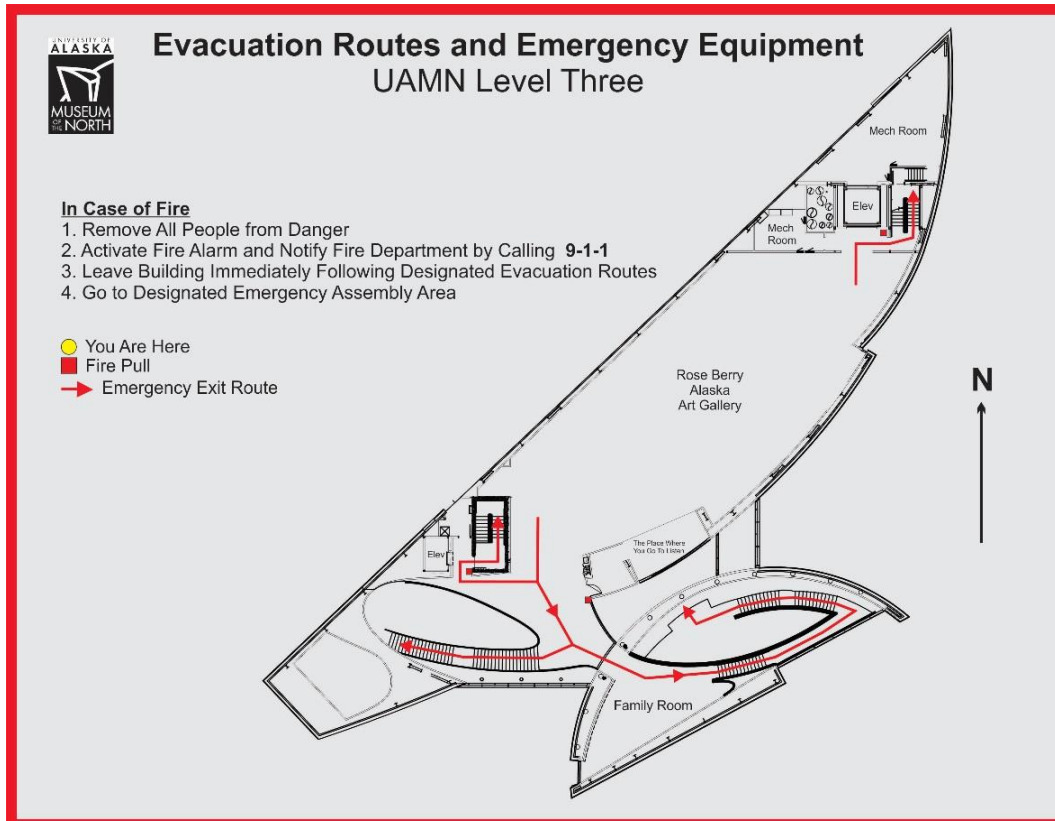 UNIVERSITY OF
ALASKA
MUSEUM
OF THE NORTH
Evacuation Routes and Emergency Equipment
UAMN Level Three
In Case of Fire
1. Remove All People from Danger
2. Activate Fire Alarm and Notify Fire Department by Calling 9-1-1
3. Leave Building Immediately Following Designated Evacuation Routes
4. Go to Designated Emergency Assembly Area
You Are Here
Fire Pull
Emergency Exit Route
Mech Room
Elev
Mech
Room
Rose Berry
Alaska
Art Gallery
N
The Place Where
You Go To Listen
Elev
Family Room